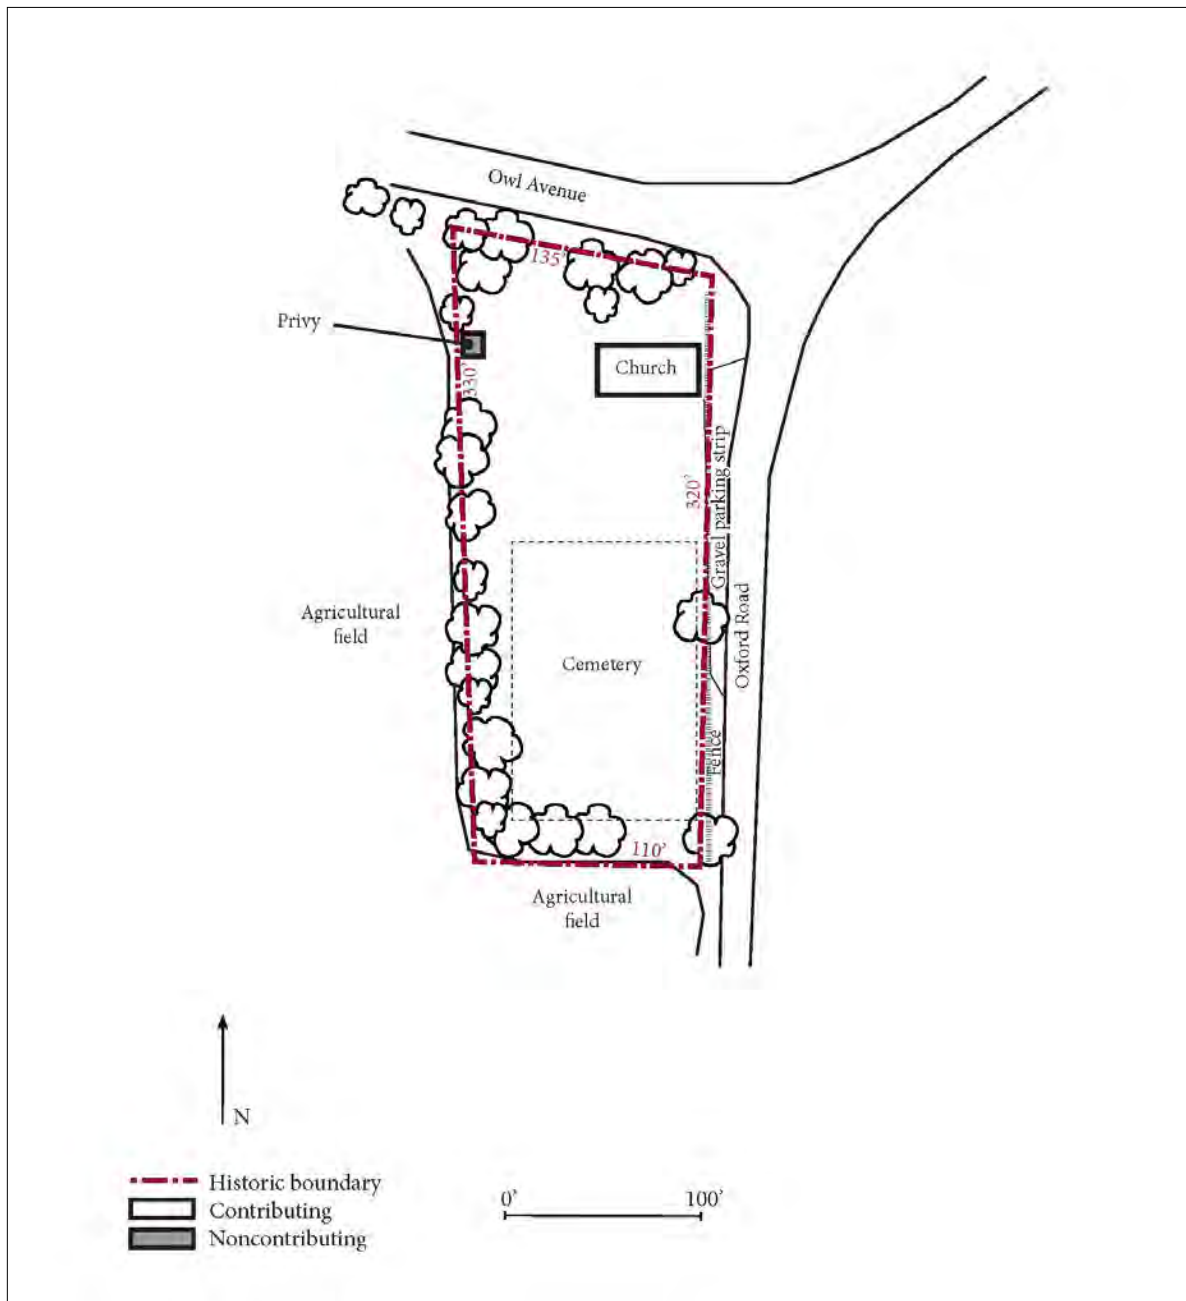 Owl Avenue
135’
Privy
330’
Church
Gravel parking strip
320’
Oxford Road
Agricultural
field
Cemetery
Fence
110’
Agricultural
field
N
Historic boundary
Contributing
Noncontributing
0’ 100’